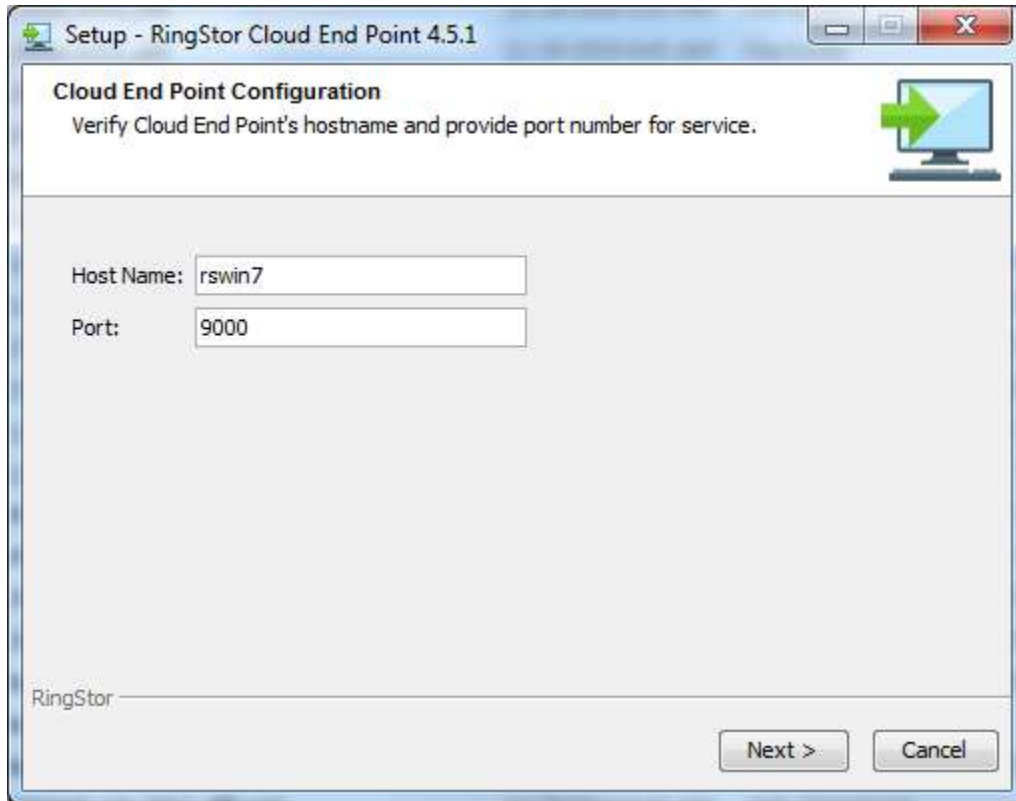 Setup - RingStor Cloud End Point 4.5.1
Cloud End Point Configuration
Verify Cloud End Point's hostname and provide port number for service.
Host Name: rswin7
Port: 9000
RingStor
Next > Cancel